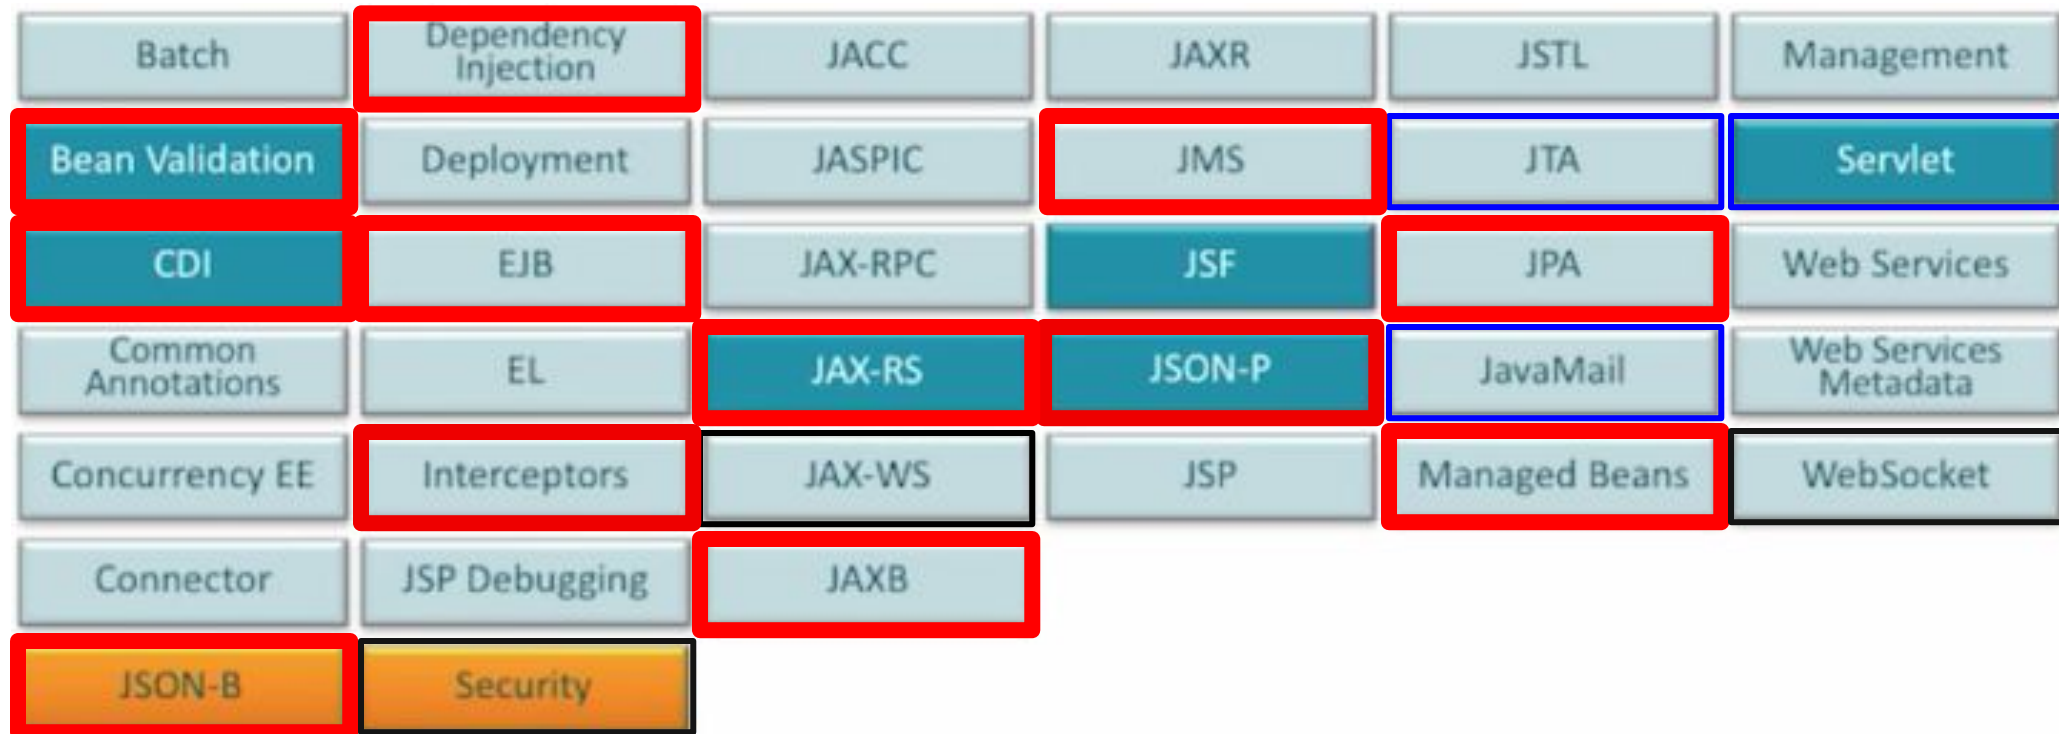 Batch
Dependency
Injection
JACC
JAXR
JSTL
Management
Bean Validation
Deployment
JASPIC
JMS
JTA
Servlet
CDI
EJB
JAX-RPC
JSF
JPA
Web Services
Common
Annotations
EL
JAX-RS
JSON-P
JavaMail
Web Services
Metadata
Concurrency EE
Interceptors
JAX-WS
JSP
Managed Beans
WebSocket
Connector
JSP Debugging
JAXB
JSON-B
Security